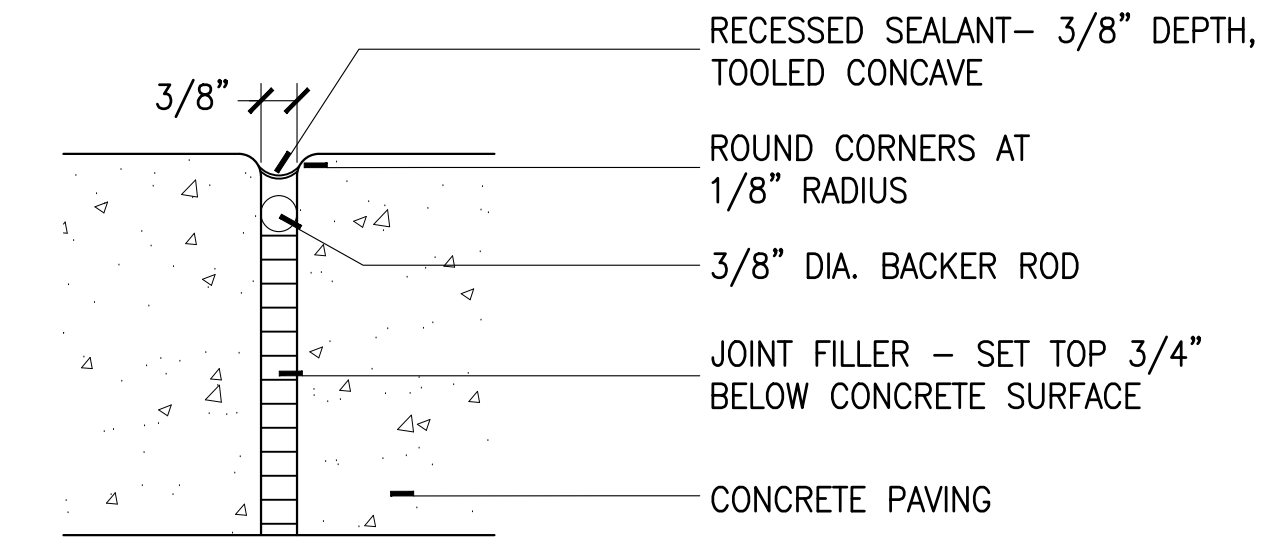 RECESSED SEALANT– 3/8” DEPTH,
TOOLED CONCAVE
3/8”
ROUND CORNERS AT
1/8” RADIUS
3/8” DIA. BACKER ROD
JOINT FILLER – SET TOP 3/4”
BELOW CONCRETE SURFACE
CONCRETE PAVING